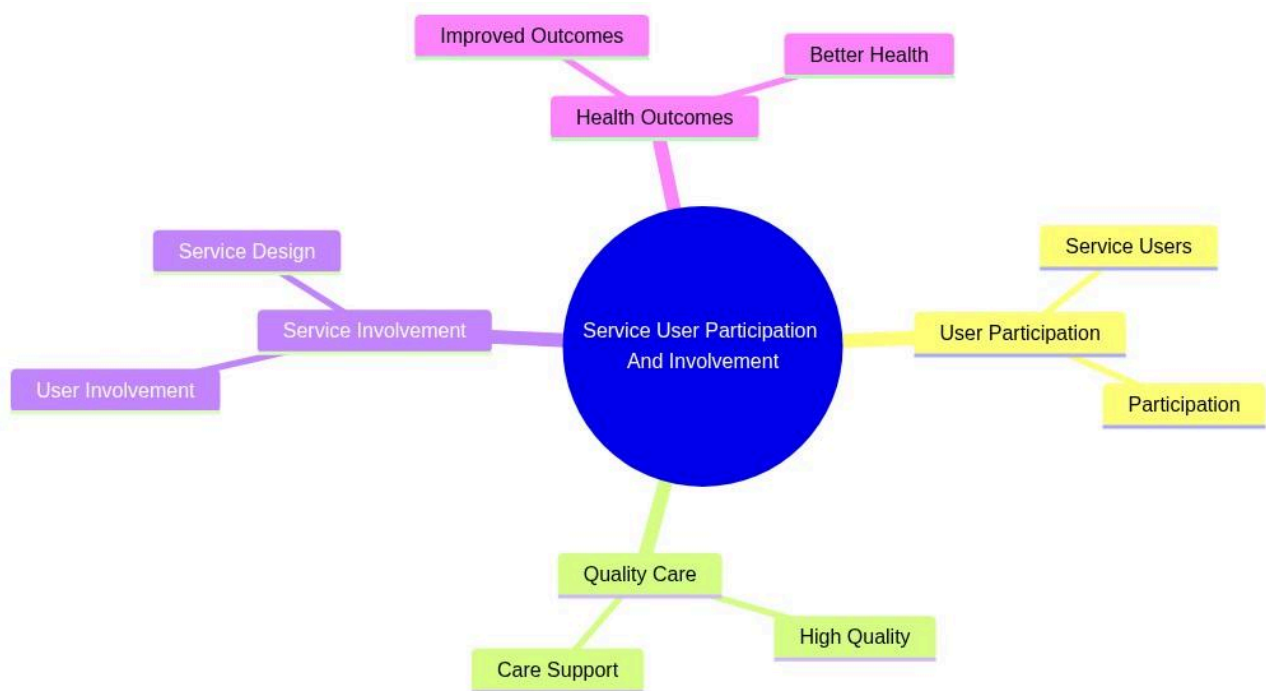 Improved Outcomes
Better Health
Health Outcomes
Service Design
Service Users
Service Involvement
Service User Participation
And Involvement
User Participation
User Involvement
Participation
Quality Care
High Quality
Care Support